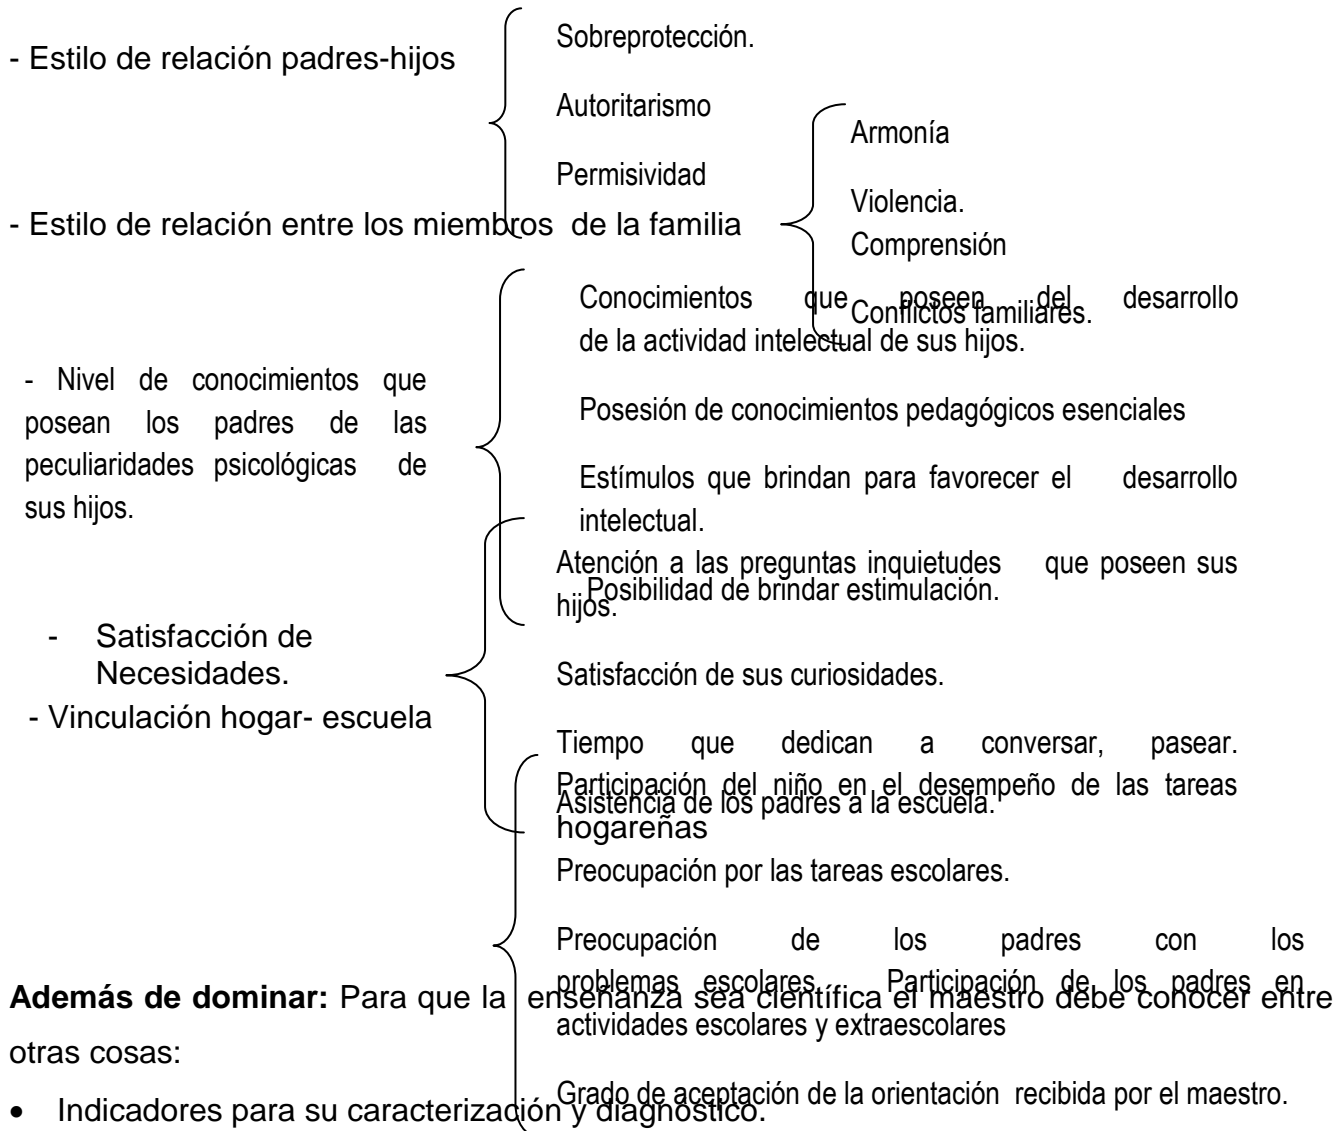 - Estilo de relación padres-hijos
Sobreprotección.
Autoritarismo
Permisividad
- Estilo de relación entre los miembros de la familia
Armonía
Violencia.
Comprensión
Conflictos familiares.
- Nivel de conocimientos que
posean los padres de las
peculiaridades psicológicas de
sus hijos.
Conocimientos que poseen del desarrollo
de la actividad intelectual de sus hijos.
Posesión de conocimientos pedagógicos esenciales
Estímulos que brindan para favorecer el desarrollo
intelectual.
Posibilidad de brindar estimulación.
- Satisfacción de
Necesidades.
Atención a las preguntas inquietudes que poseen sus
hijos.
Satisfacción de sus curiosidades.
Tiempo que dedican a conversar, pasear.
Participación del niño en el desempeño de las tareas
hogareñas
- Vinculación hogar- escuela
Asistencia de los padres a la escuela.
Preocupación por las tareas escolares.
Preocupación de los padres con los
problemas escolares. Participación de los padres en
actividades escolares y extraescolares
Grado de aceptación de la orientación recibida por el maestro.
Además de dominar: Para que la enseñanza sea científica el maestro debe conocer entre
otras cosas:
• Indicadores para su caracterización y diagnóstico.